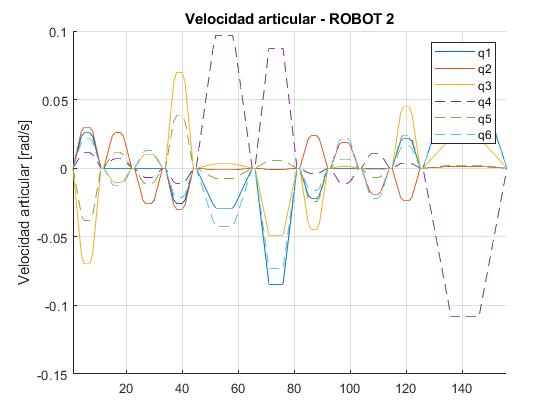 Velocidad articular - ROBOT 2
0.1
0.05
0
-0.05
-0.1
-0.15
Velocidad articular [rad/s]
q1
q2
q3
q4
q5
q6
20 40 60 80 100 120 140